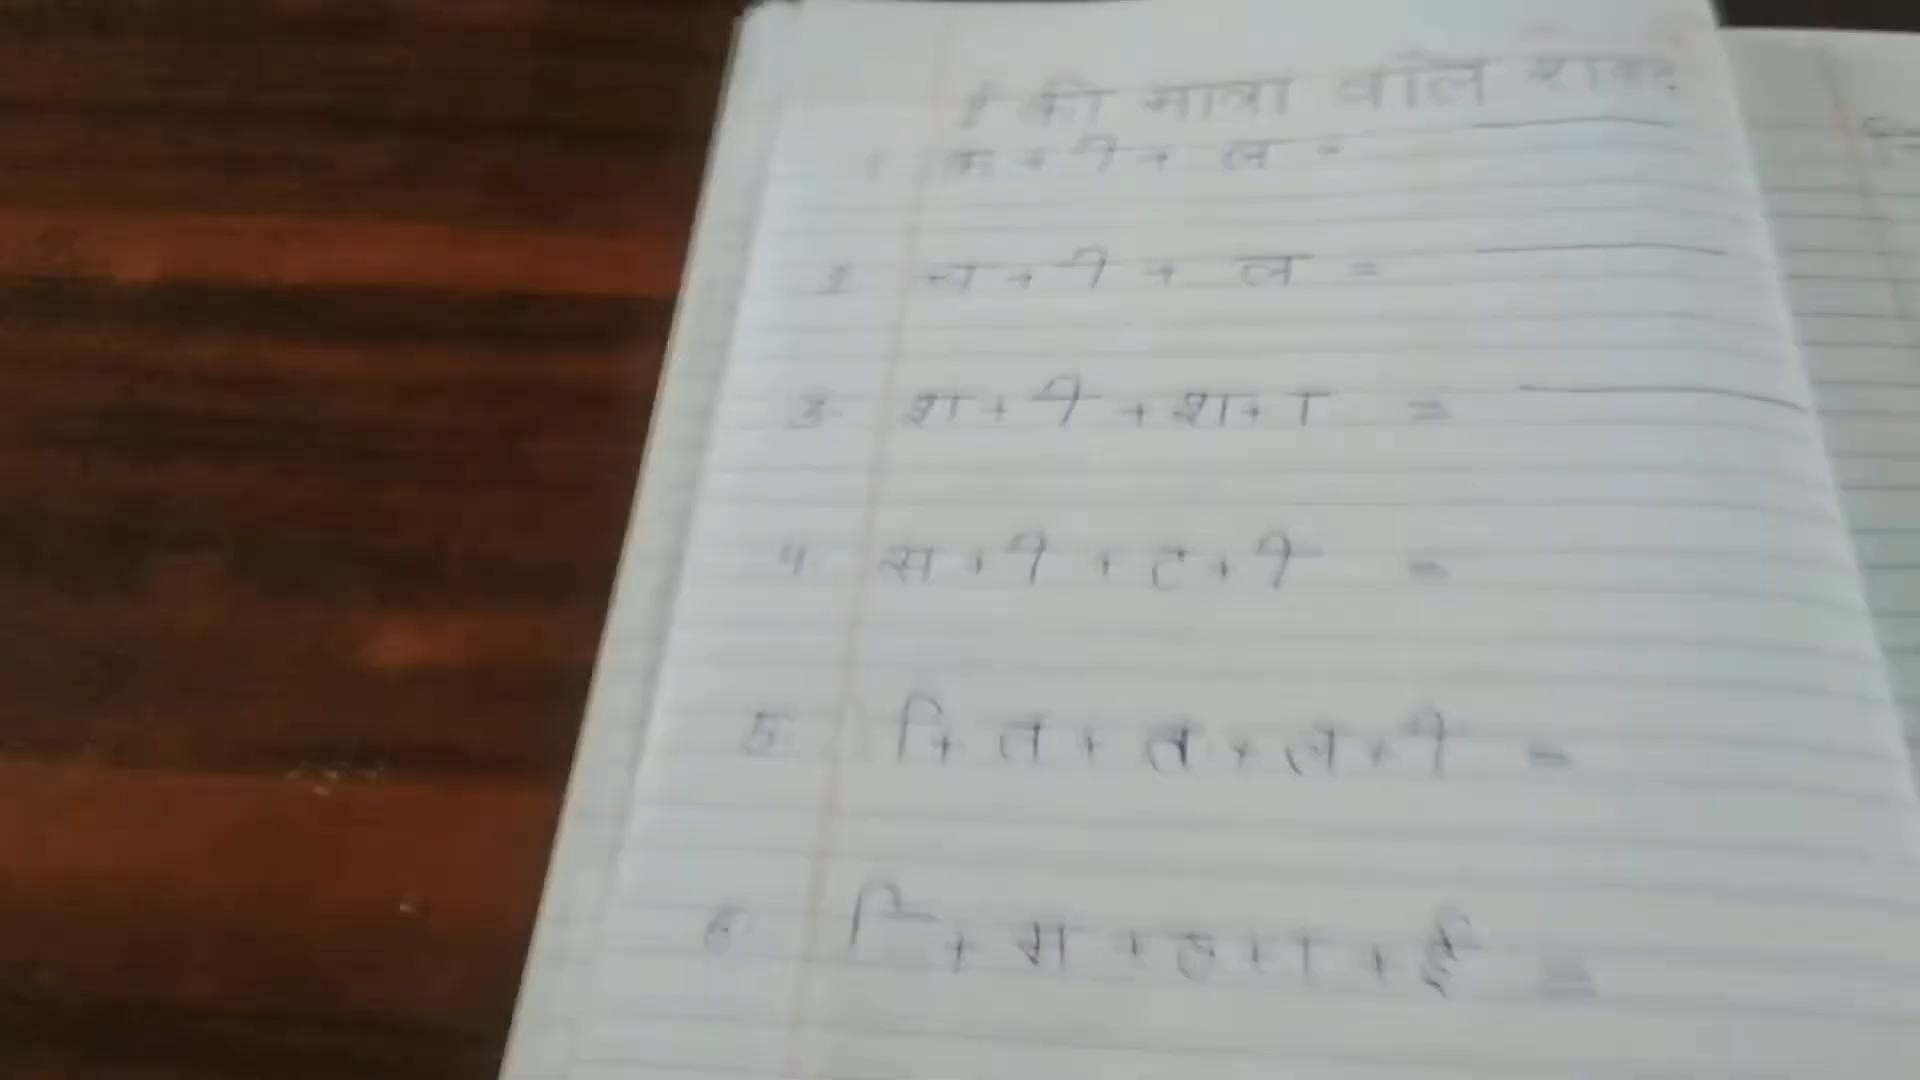 ई की मात्रा वाले शब्द
1. क + ी + ल =
2. च + ी + ल =
3. श + ी + श + ा =
4. स + ी + ट + ी =
5. ि + त + त + ल + ी =
6. ि + म + ठ + ा + ई =